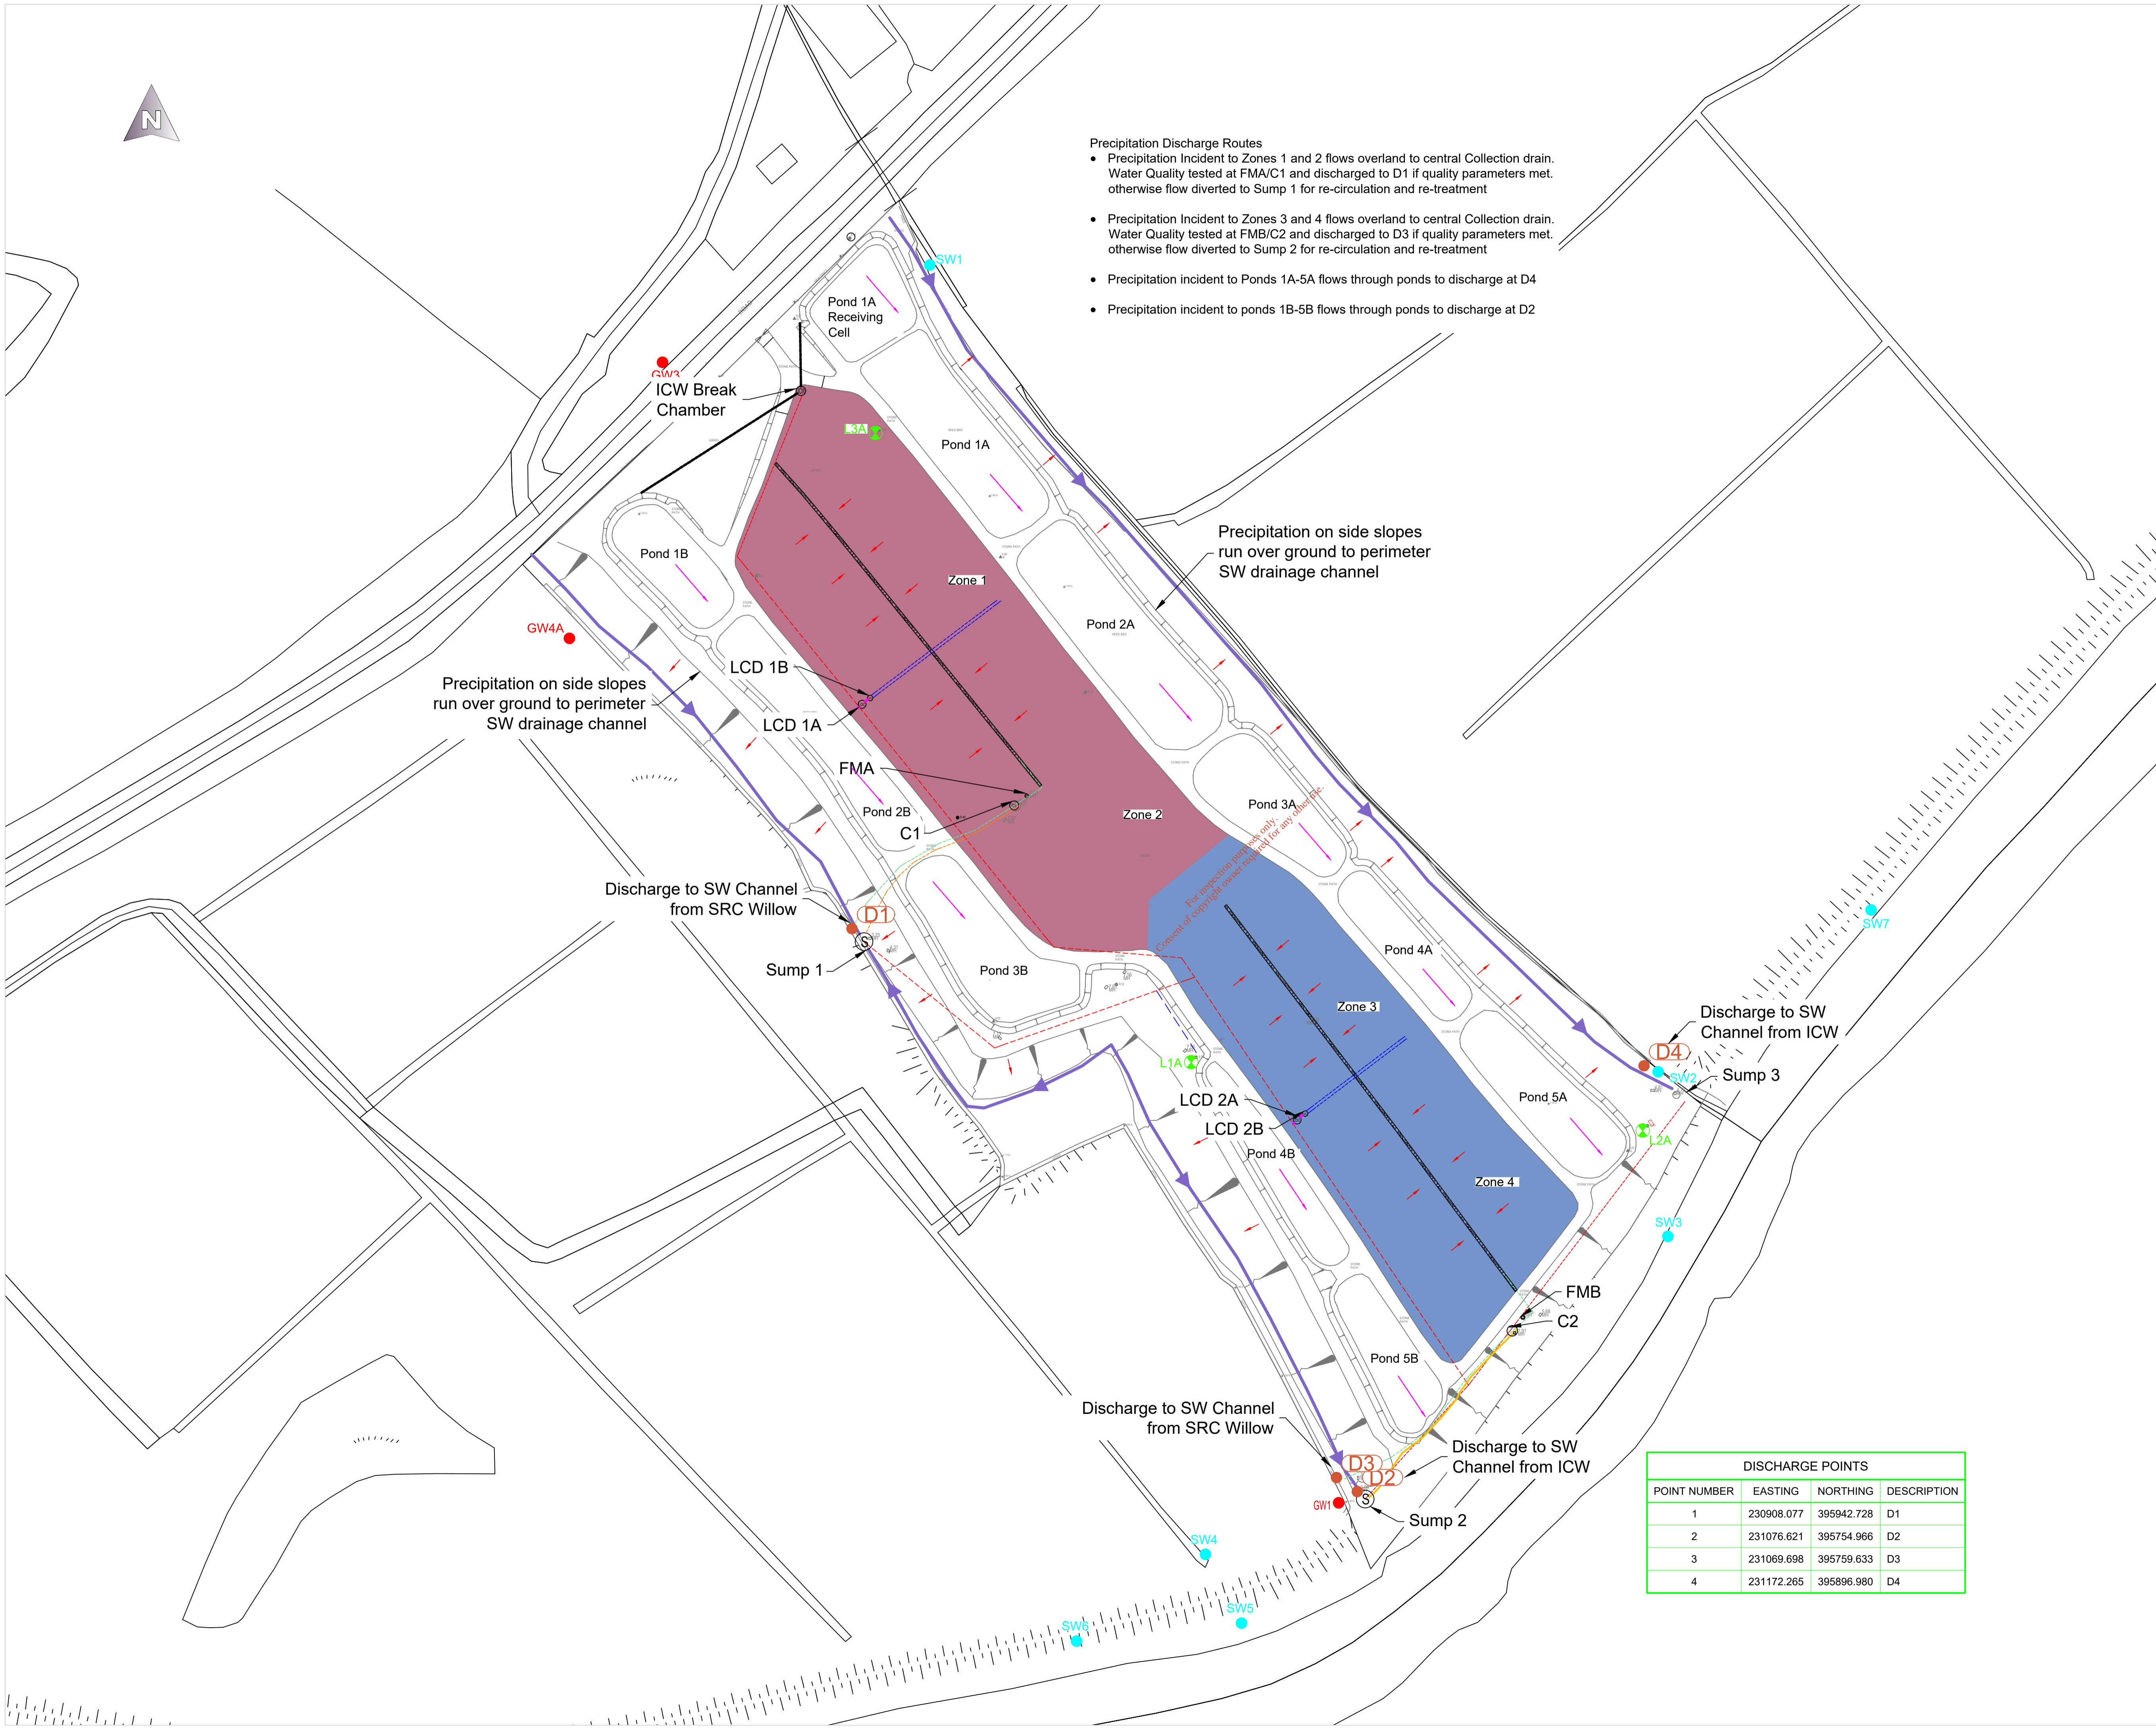 N
Precipitation Discharge Routes
● Precipitation Incident to Zones 1 and 2 flows overland to central Collection drain.
Water Quality tested at FMA/C1 and discharged to D1 if quality parameters met.
otherwise flow diverted to Sump 1 for re-circulation and re-treatment
● Precipitation Incident to Zones 3 and 4 flows overland to central Collection drain.
Water Quality tested at FMB/C2 and discharged to D3 if quality parameters met.
otherwise flow diverted to Sump 2 for re-circulation and re-treatment
● Precipitation incident to Ponds 1A-5A flows through ponds to discharge at D4
● Precipitation incident to ponds 1B-5B flows through ponds to discharge at D2
SW1
Pond 1A
Receiving
Cell
GW3
ICW Break
Chamber
L3A
Pond 1A
Precipitation on side slopes
run over ground to perimeter
SW drainage channel
Pond 1B
Zone 1
Pond 2A
GW4A
LCD 1B
Precipitation on side slopes
run over ground to perimeter
SW drainage channel
LCD 1A
FMA
Pond 3A
Pond 2B
Zone 2
C1
For inspection purposes only.
Consent of copyright owner required for any other use.
Discharge to SW Channel
from SRC Willow
D1
SW7
Pond 4A
Sump 1
Pond 3B
Zone 3
Discharge to SW
Channel from ICW
D4
L1A
SW2
Sump 3
LCD 2A
Pond 5A
LCD 2B
L2A
Pond 4B
Zone 4
SW3
FMB
C2
Pond 5B
Discharge to SW Channel
from SRC Willow
Discharge to SW
Channel from ICW
D3
D2
GW1
Sump 2
SW4
SW5
SW6
DISCHARGE POINTS
POINT NUMBER EASTING NORTHING DESCRIPTION
1 230908.077 395942.728 D1
2 231076.621 395754.966 D2
3 231069.698 395759.633 D3
4 231172.265 395896.980 D4
S
S